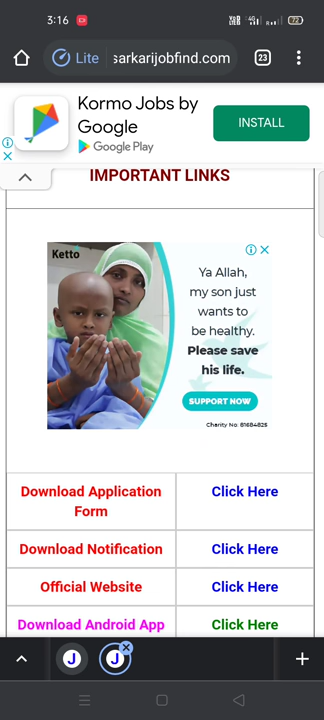 3:16
72
Lite
sarkarijobfind.com
23
Kormo Jobs by
Google
Google Play
INSTALL
IMPORTANT LINKS
Ketto
Ya Allah,
my son just
wants to
be healthy.
Please save
his life.
SUPPORT NOW
Charity No: 81684825
Download Application
Form
Click Here
Download Notification
Click Here
Official Website
Click Here
Download Android App
Click Here
J
J